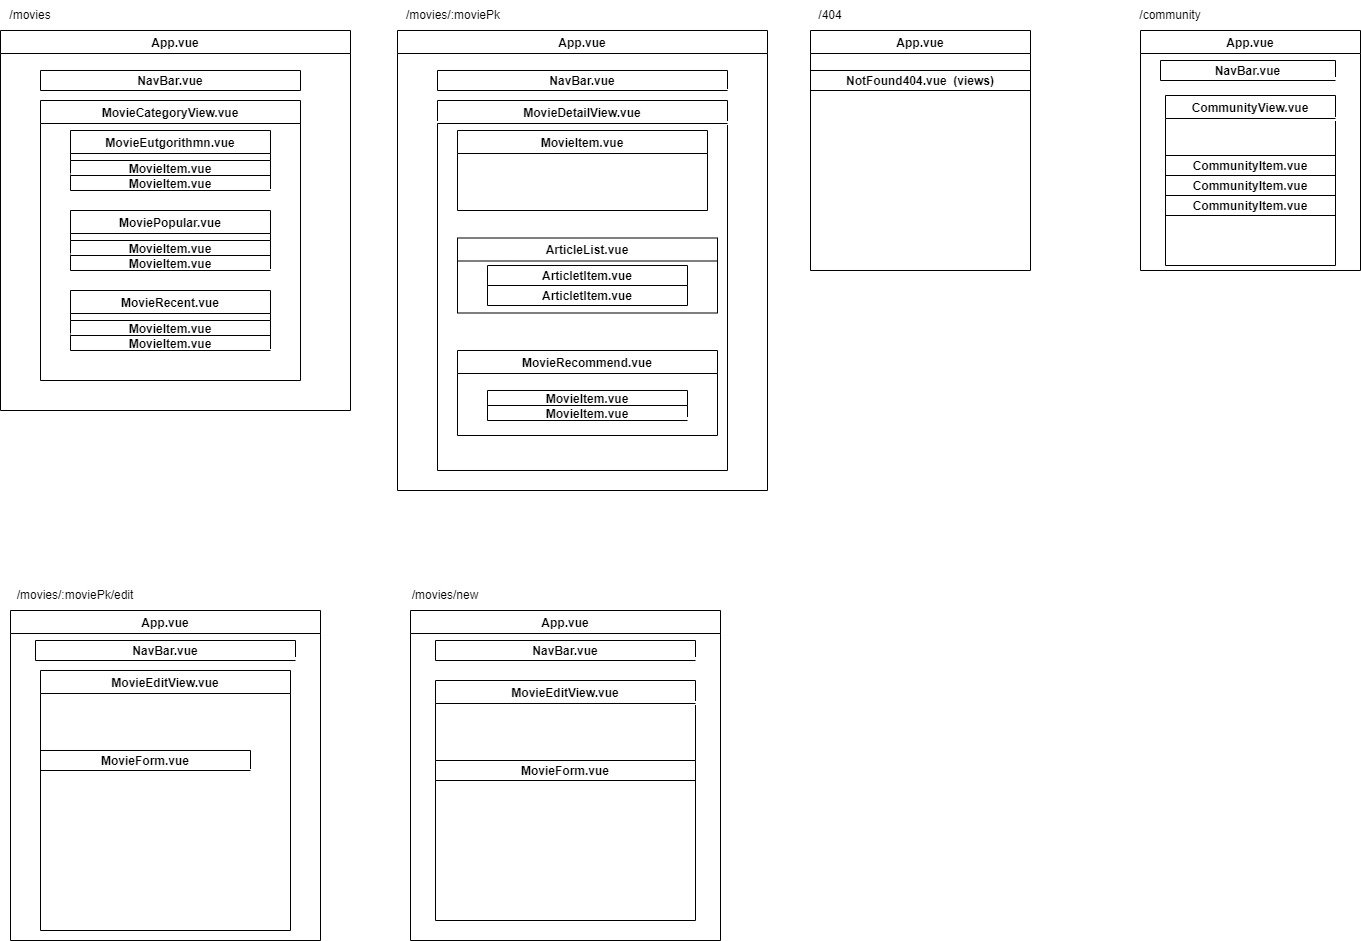 /movies
App.vue
NavBar.vue
MovieCategoryView.vue
MovieEutgorithmn.vue
MovieItem.vue
MovieItem.vue
MoviePopular.vue
MovieItem.vue
MovieItem.vue
MovieRecent.vue
MovieItem.vue
MovieItem.vue
/movies/:moviePk
App.vue
NavBar.vue
MovieDetailView.vue
MovieItem.vue
ArticleList.vue
ArticletItem.vue
ArticletItem.vue
MovieRecommend.vue
MovieItem.vue
MovieItem.vue
/404
App.vue
NotFound404.vue (views)
/community
App.vue
NavBar.vue
CommunityView.vue
CommunityItem.vue
CommunityItem.vue
CommunityItem.vue
/movies/:moviePk/edit
App.vue
NavBar.vue
MovieEditView.vue
MovieForm.vue
/movies/new
App.vue
NavBar.vue
MovieEditView.vue
MovieForm.vue